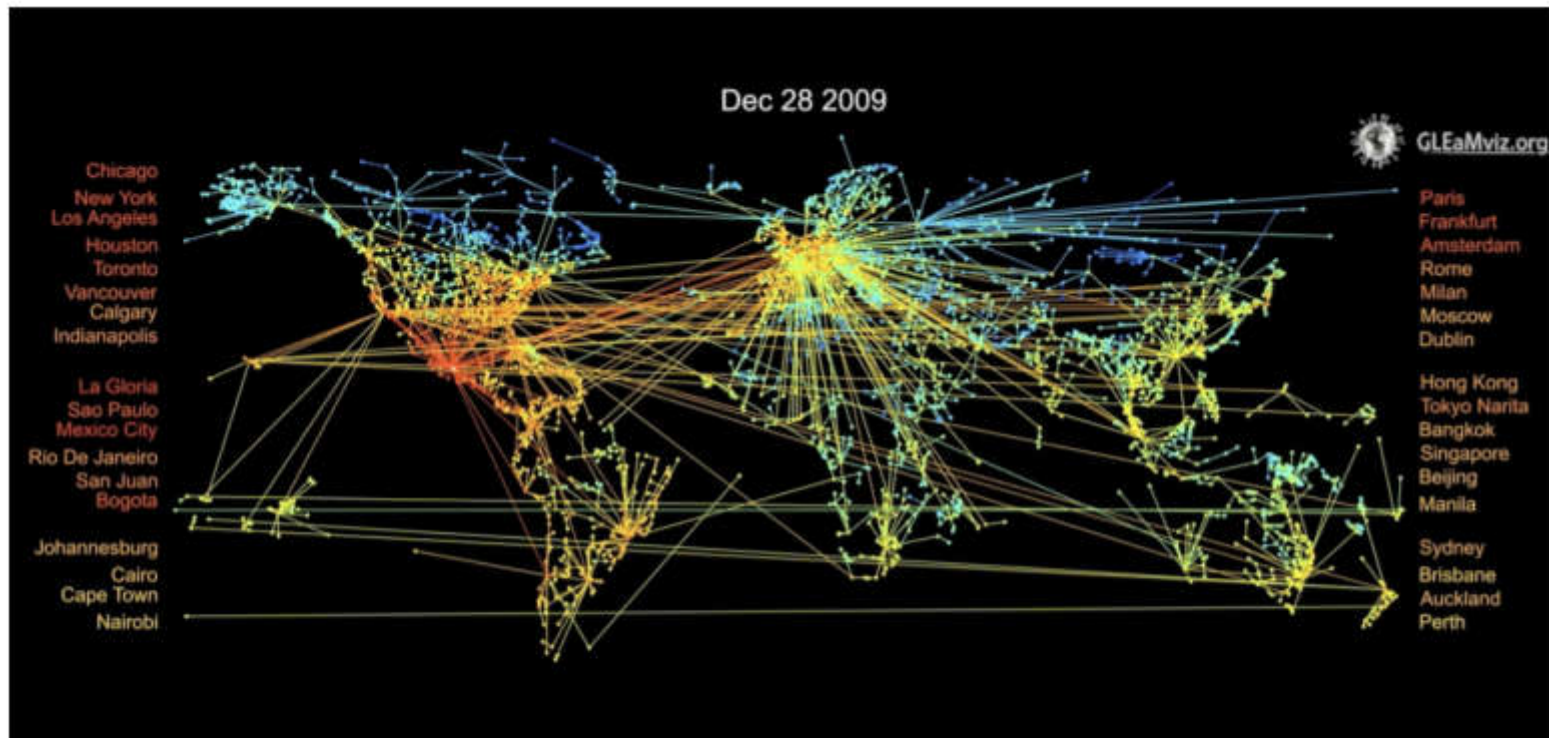 Dec 28 2009
GLEaMviz.org
Chicago
New York
Los Angeles
Houston
Toronto
Vancouver
Calgary
Indianapolis
La Gloria
Sao Paulo
Mexico City
Rio De Janeiro
San Juan
Bogota
Johannesburg
Cairo
Cape Town
Nairobi
Paris
Frankfurt
Amsterdam
Rome
Milan
Moscow
Dublin
Hong Kong
Tokyo Narita
Bangkok
Singapore
Beijing
Manila
Sydney
Brisbane
Auckland
Perth